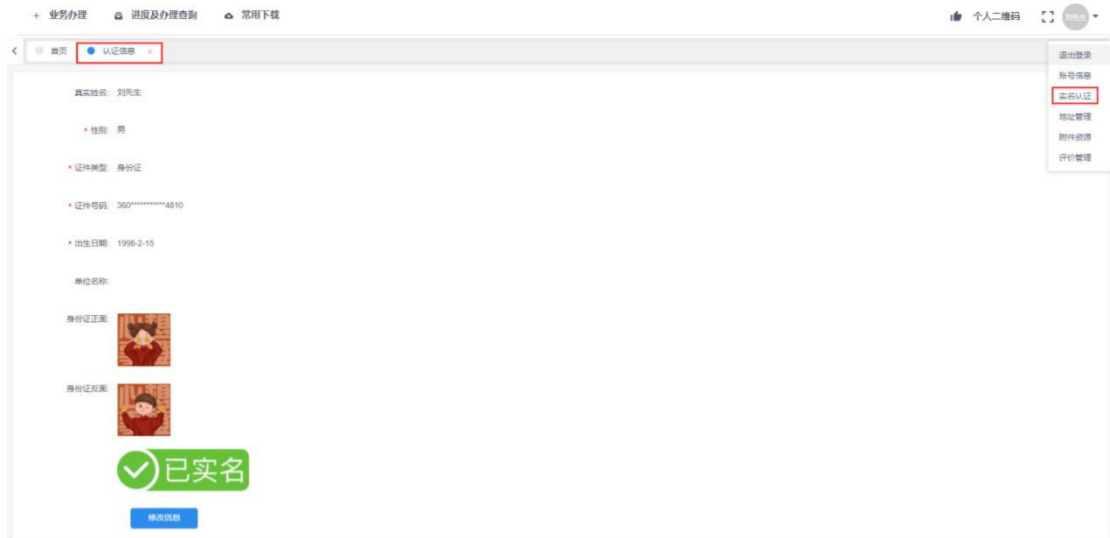 + 业务办理 进度及办理查询 常用下载 个人二维码 刘先生
首页 认证信息 ×
退出登录
账号信息
实名认证
地址管理
附件资源
评价管理
真实姓名: 刘先生
* 性别: 男
* 证件类型: 身份证
* 证件号码: 360***********4810
* 出生日期: 1998-2-15
单位名称:
身份证正面:
身份证反面:
已实名
修改信息